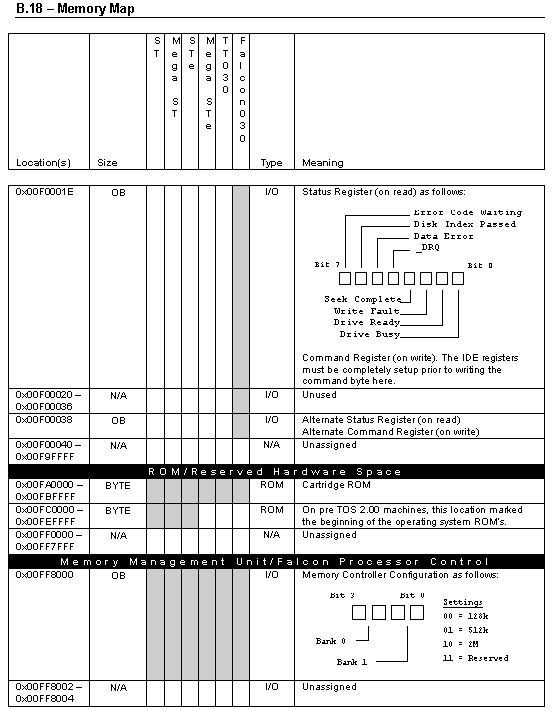 B.18 – Memory Map
Location(s) Size ST Mega ST STe Mega STe TT030 Falcon030 Type Meaning
0x00F0001E OB I/O Status Register (on read) as follows:
Error Code Waiting
Disk Index Passed
Data Error
_DRQ
Bit 7 Bit 0
Seek Complete
Write Fault
Drive Ready
Drive Busy
Command Register (on write). The IDE registers
must be completely setup prior to writing the
command byte here.
0x00F00020 – N/A I/O Unused
0x00F00036
0x00F00038 OB I/O Alternate Status Register (on read)
Alternate Command Register (on write)
0x00F00040 – N/A N/A Unassigned
0x00F9FFFF
ROM/Reserved Hardware Space
0x00FA0000 – BYTE ROM Cartridge ROM
0x00FBFFFF
0x00FC0000 – BYTE ROM On pre TOS 2.00 machines, this location marked
0x00FEFFFF the beginning of the operating system ROM's.
0x00FF0000 – N/A N/A Unassigned
0x00FF7FFF
Memory Management Unit/Falcon Processor Control
0x00FF8000 OB I/O Memory Controller Configuration as follows:
Bit 3 Bit 0
Settings
00 = 128k
01 = 512k
Bank 0
10 = 2M
Bank 1
11 = Reserved
0x00FF8002 – N/A I/O Unassigned
0x00FF8004